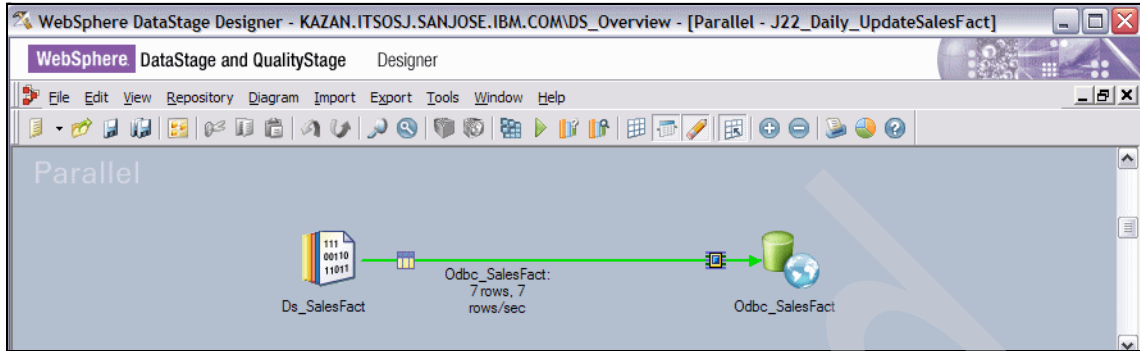 WebSphere DataStage Designer - KAZAN.ITSOSJ.SANJOSE.IBM.COM\DS_Overview - [Parallel - J22_Daily_UpdateSalesFact]
WebSphere. DataStage and QualityStage Designer
File Edit View Repository Diagram Import Export Tools Window Help
Parallel
111
00110
11011
Odbc_SalesFact:
7 rows, 7
rows/sec
Ds_SalesFact
Odbc_SalesFact